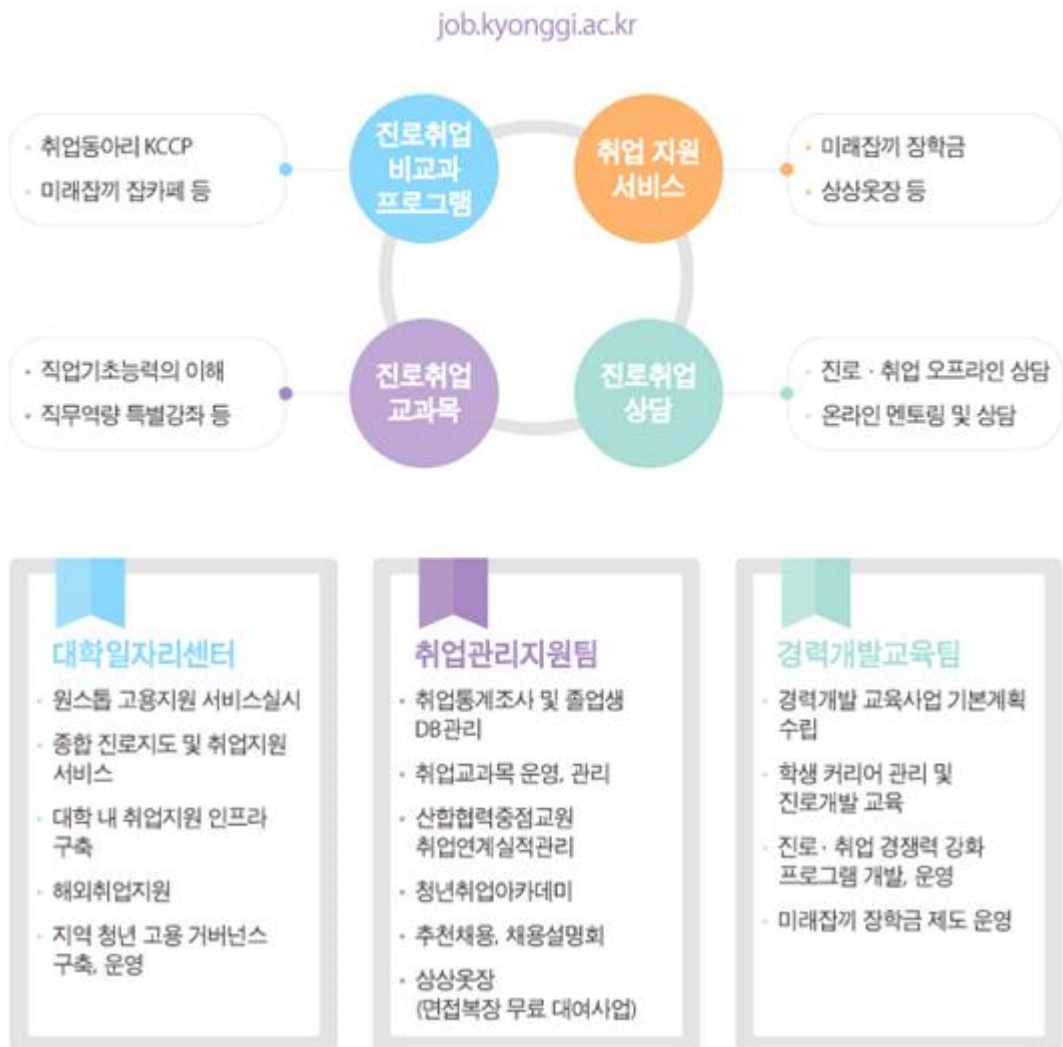 job.kyonggi.ac.kr
취업동아리 KCCP
미래잡끼 잡카페 등
진로취업
비교과
프로그램
취업 지원
서비스
미래잡끼 장학금
상상옷장 등
직업기초능력의 이해
직무역량 특별강좌 등
진로취업
교과목
진로취업
상담
진로 · 취업 오프라인 상담
온라인 멘토링 및 상담
대학일자리센터
원스톱 고용지원 서비스실시
종합 진로지도 및 취업지원
서비스
대학 내 취업지원 인프라
구축
해외취업지원
지역 청년 고용 거버넌스
구축, 운영
취업관리지원팀
취업통계조사 및 졸업생
DB관리
취업교과목 운영, 관리
산합협력중점교원
취업연계실적관리
청년취업아카데미
추천채용, 채용설명회
상상옷장
(면접복장 무료 대여사업)
경력개발교육팀
경력개발 교육사업 기본계획
수립
학생 커리어 관리 및
진로개발 교육
진로 · 취업 경쟁력 강화
프로그램 개발, 운영
미래잡끼 장학금 제도 운영